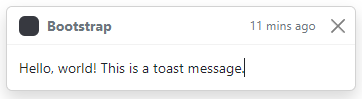 Bootstrap 11 mins ago
Hello, world! This is a toast message.